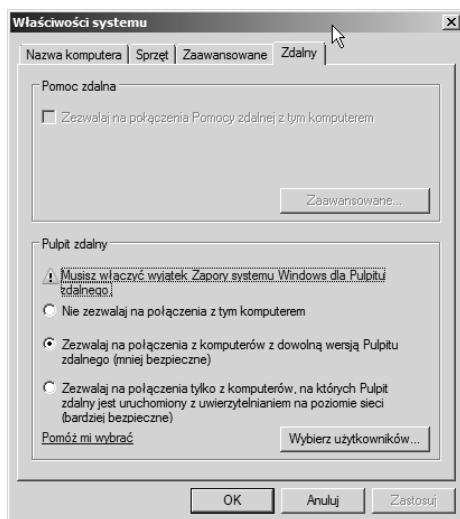 Właściwości systemu
Nazwa komputera Sprzęt Zaawansowane Zdalny
Pomoc zdalna
Zezwalaj na połączenia Pomocy zdalnej z tym komputerem
Zaawansowane...
Pulpit zdalny
Musisz włączyć wyjątek Zapory systemu Windows dla Pulpitu
zdalnego.
Nie zezwalaj na połączenia z tym komputerem
Zezwalaj na połączenia z komputerów z dowolną wersją Pulpitu
zdalnego (mniej bezpieczne)
Zezwalaj na połączenia tylko z komputerów, na których Pulpit
zdalny jest uruchomiony z uwierzytelnianiem na poziomie sieci
(bardziej bezpieczne)
Pomóż mi wybrać Wybierz użytkowników...
OK Anuluj Zastosuj